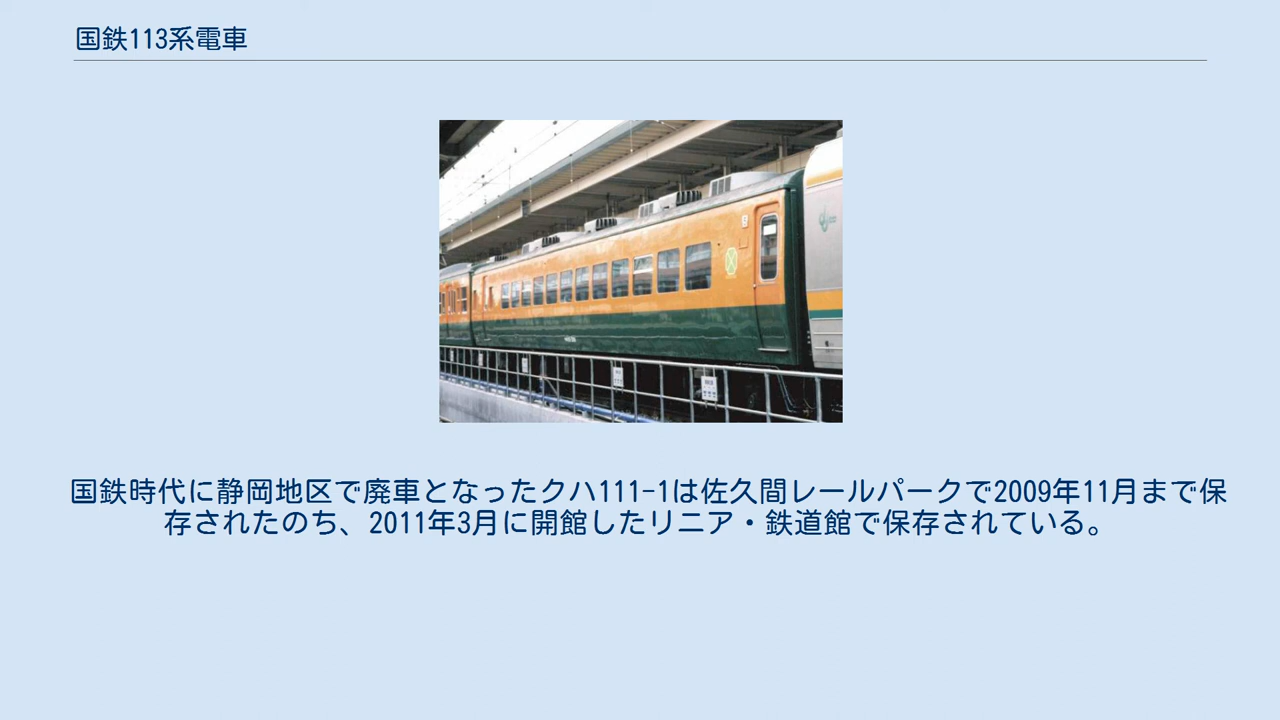 国鉄113系電車
国鉄時代に静岡地区で廃車となったクハ111-1は佐久間レールパークで2009年11月まで保
存されたのち、2011年3月に開館したリニア・鉄道館で保存されている。